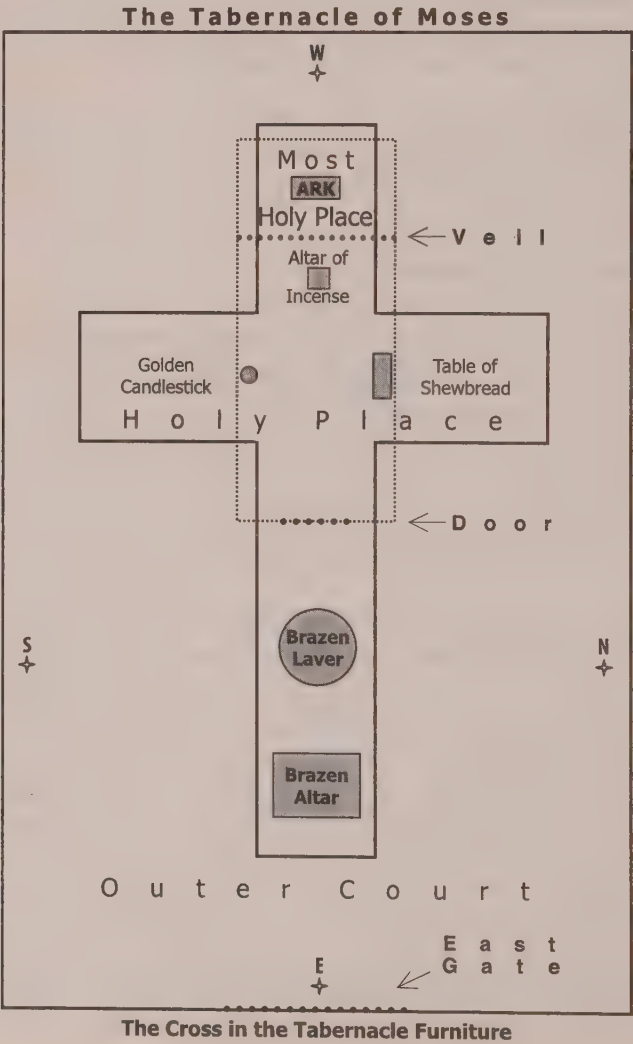 The Tabernacle of Moses
W
Most
ARK
Holy Place
Veil
Altar of
Incense
Golden
Candlestick
Table of
Shewbread
Holy Place
Door
S
N
Brazen
Laver
Brazen
Altar
Outer Court
East
Gate
E
The Cross in the Tabernacle Furniture